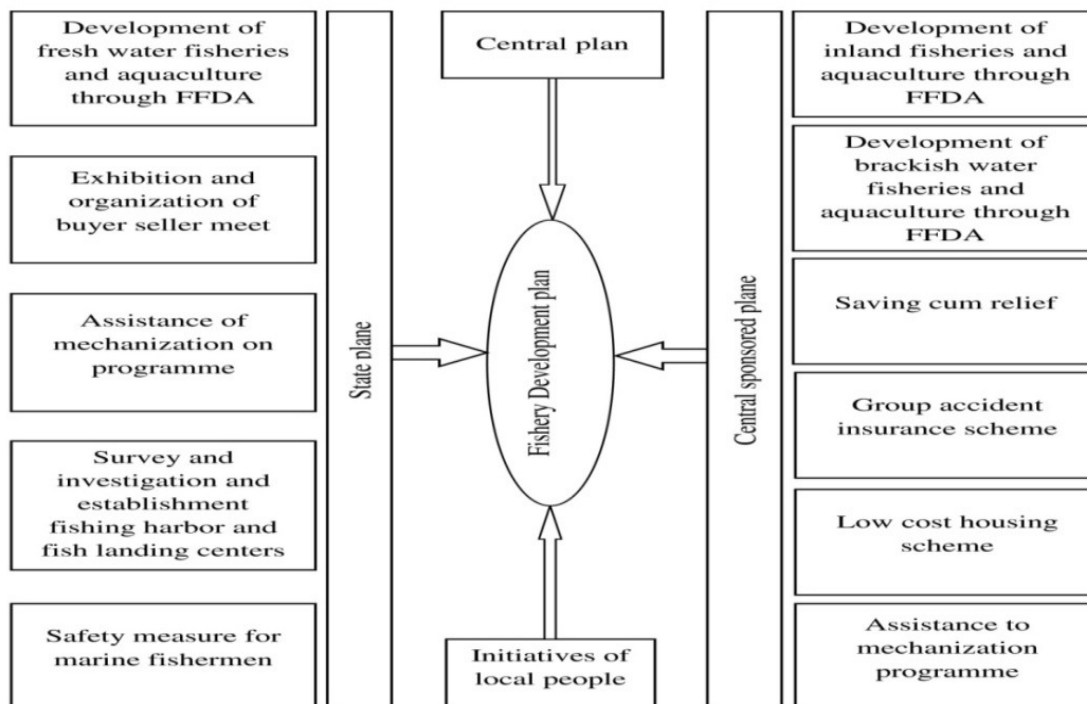 Development of
fresh water fisheries
and aquaculture
through FFDA
Exhibition and
organization of
buyer seller meet
Assistance of
mechanization on
programme
Survey and
investigation and
establishment
fishing harbor and
fish landing centers
Safety measure for
marine fishermen
State plane
Central plan
Fishery Development plan
Initiatives of
local people
Central sponsored plane
Development of
inland fisheries and
aquaculture through
FFDA
Development of
brackish water
fisheries and
aquaculture through
FFDA
Saving cum relief
Group accident
insurance scheme
Low cost housing
scheme
Assistance to
mechanization
programme